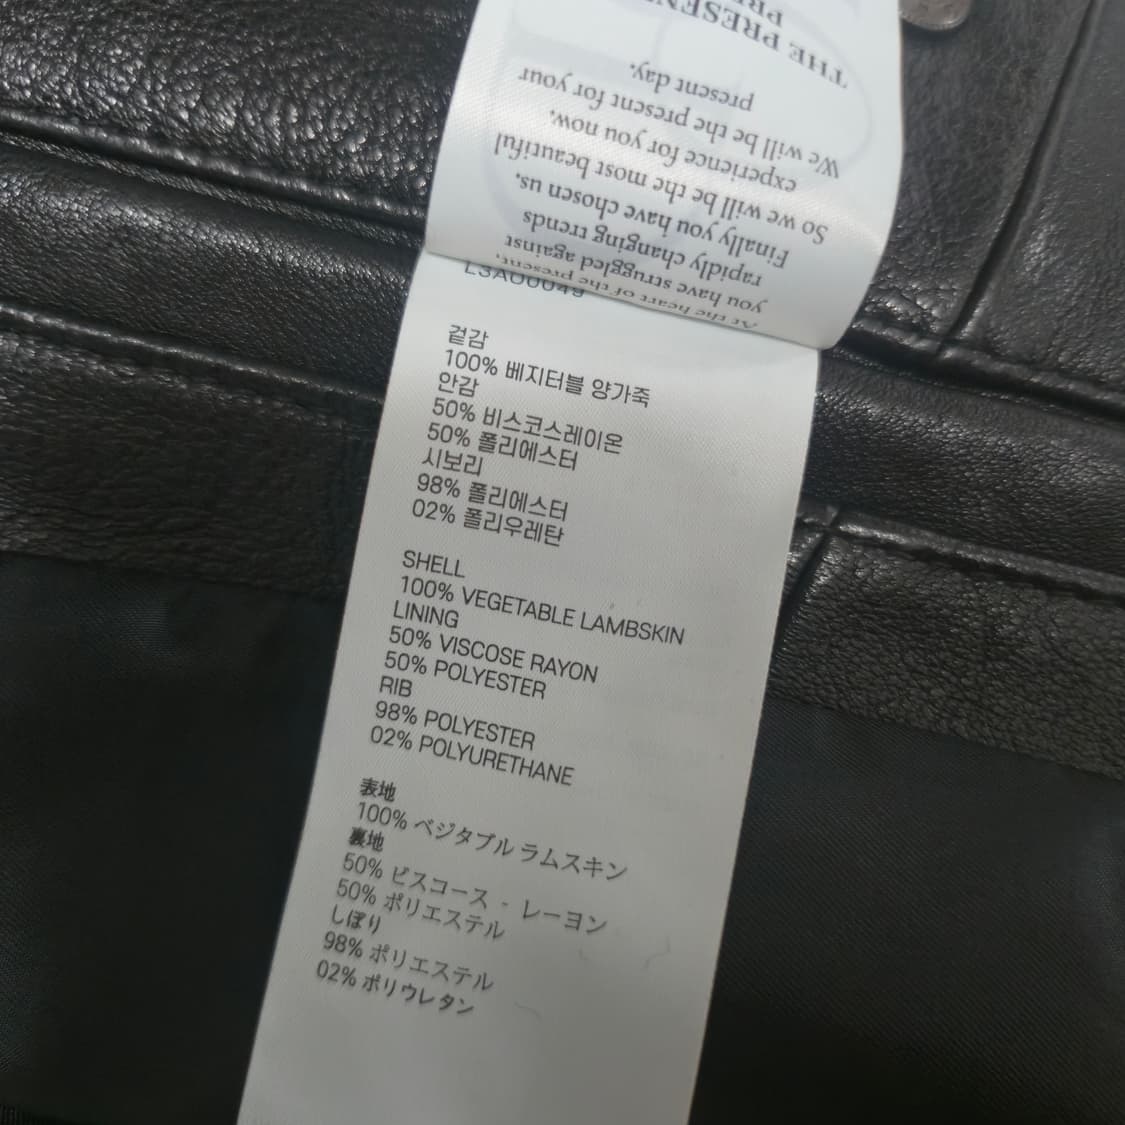 THE PRESEN
PR
At the heart of the present,
you have struggled against
rapidly changing trends
Finally you have chosen us,
So we will be the most beautiful
experience for you now.
We will be the present for your
present day.
L3A00049
겉감
100% 베지터블 양가죽
안감
50% 비스코스레이온
50% 폴리에스터
시보리
98% 폴리에스터
02% 폴리우레탄
SHELL
100% VEGETABLE LAMBSKIN
LINING
50% VISCOSE RAYON
50% POLYESTER
RIB
98% POLYESTER
02% POLYURETHANE
表地
100% ベジタブル ラムスキン
裏地
50% ビスコース - レーヨン
50% ポリエステル
しぼり
98% ポリエステル
02% ポリウレタン